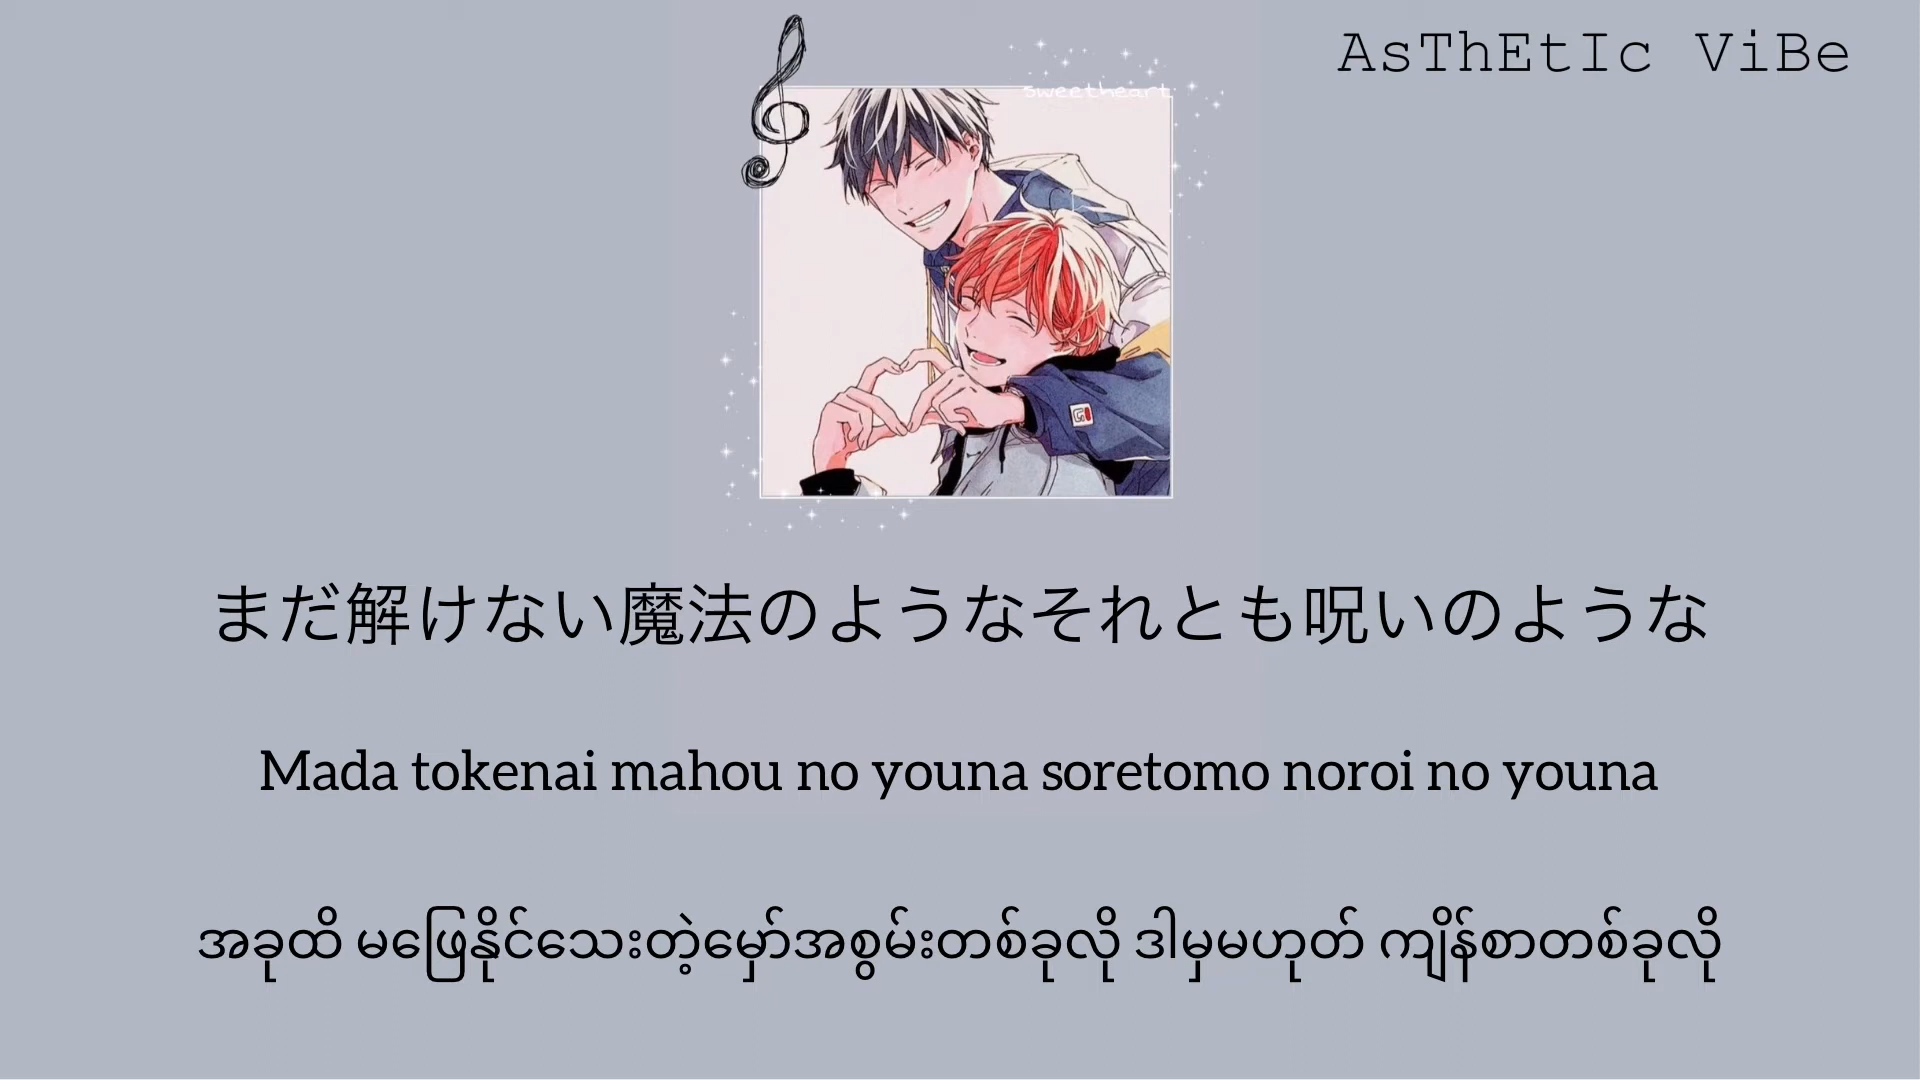 AsThEtIc ViBe
sweetheart
まだ解けない魔法のようなそれとも呪いのような
Mada tokenai mahou no youna soretomo noroi no youna
အခုထိ မဖြေနိုင်သေးတဲ့မှော်အစွမ်းတစ်ခုလို ဒါမှမဟုတ် ကျိန်စာတစ်ခုလို